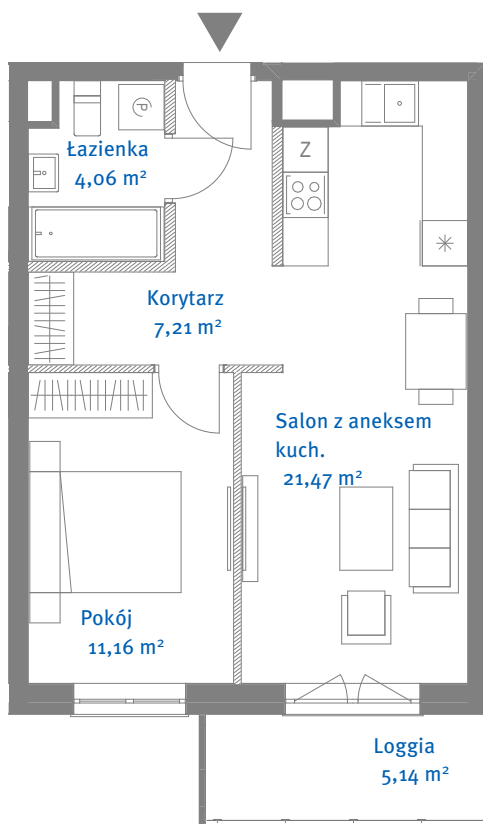 P
Łazienka
4,06 m²
Z
Korytarz
7,21 m²
Salon z aneksem
kuch.
21,47 m²
Pokój
11,16 m²
Loggia
5,14 m²